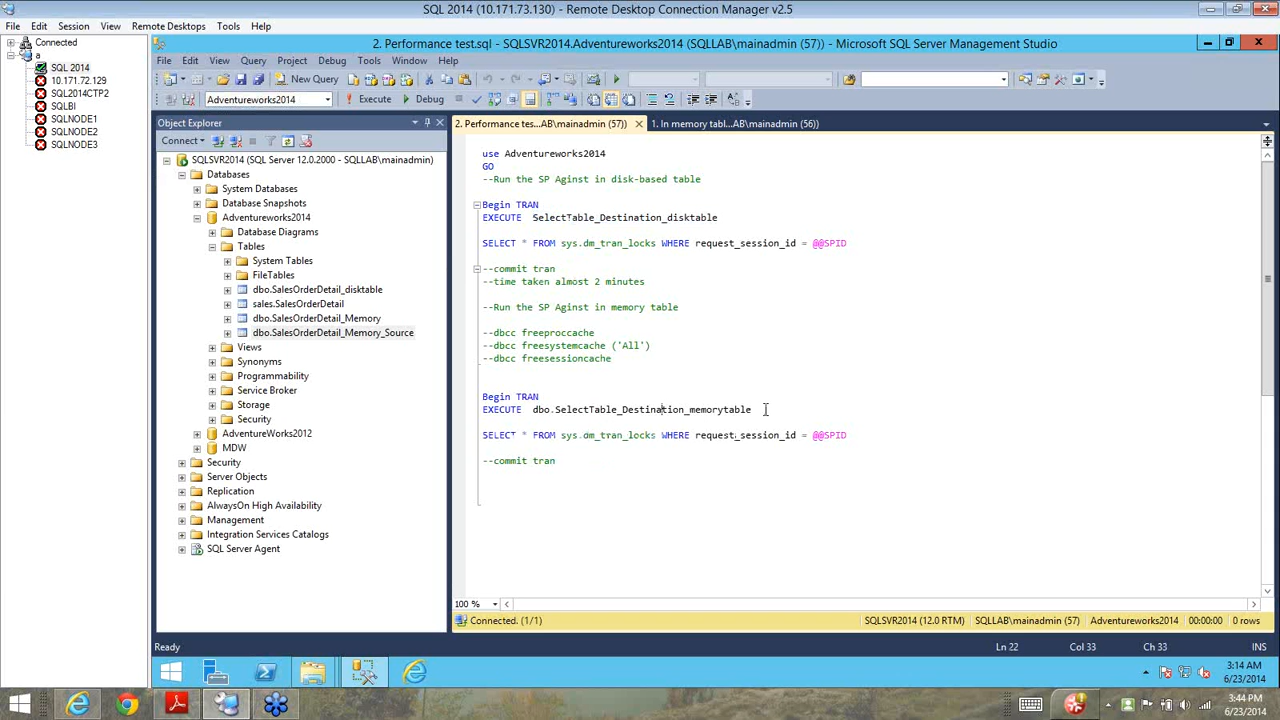 SQL 2014 (10.171.73.130) - Remote Desktop Connection Manager v2.5
File Edit Session View Remote Desktops Tools Help
Connected
a
SQL 2014
10.171.72.129
SQL2014CTP2
SQLBI
SQLNODE1
SQLNODE2
SQLNODE3
2. Performance test.sql - SQLSVR2014.Adventureworks2014 (SQLLAB\mainadmin (57)) - Microsoft SQL Server Management Studio
File Edit View Query Project Debug Tools Window Help
New Query
Adventureworks2014 Execute Debug
Object Explorer
Connect
SQLSVR2014 (SQL Server 12.0.2000 - SQLLAB\mainadmin)
Databases
System Databases
Database Snapshots
Adventureworks2014
Database Diagrams
Tables
System Tables
FileTables
dbo.SalesOrderDetail_disktable
sales.SalesOrderDetail
dbo.SalesOrderDetail_Memory
dbo.SalesOrderDetail_Memory_Source
Views
Synonyms
Programmability
Service Broker
Storage
Security
AdventureWorks2012
MDW
Security
Server Objects
Replication
AlwaysOn High Availability
Management
Integration Services Catalogs
SQL Server Agent
2. Performance tes...AB\mainadmin (57)) 1. In memory tabl...AB\mainadmin (56))
use Adventureworks2014
GO
--Run the SP Aginst in disk-based table
Begin TRAN
EXECUTE SelectTable_Destination_disktable
SELECT * FROM sys.dm_tran_locks WHERE request_session_id = @@SPID
--commit tran
--time taken almost 2 minutes
--Run the SP Aginst in memory table
--dbcc freeproccache
--dbcc freesystemcache ('All')
--dbcc freesessioncache
Begin TRAN
EXECUTE dbo.SelectTable_Destination_memorytable
SELECT * FROM sys.dm_tran_locks WHERE request_session_id = @@SPID
--commit tran
100 %
Connected. (1/1) SQLSVR2014 (12.0 RTM) SQLLAB\mainadmin (57) Adventureworks2014 00:00:00 0 rows
Ready Ln 22 Col 33 Ch 33 INS
3:14 AM
6/23/2014
3:44 PM
6/23/2014